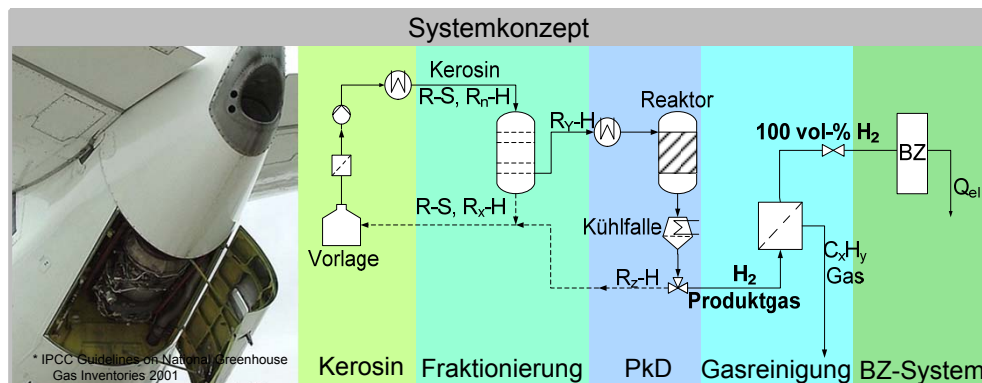 Systemkonzept
Kerosin
R-S, Rn-H
RY-H
Reaktor
100 vol-% H2
BZ
Qel
R-S, Rx-H
Kühlfalle
Vorlage
CxHy
Gas
Rz-H
H2
Produktgas
* IPCC Guidelines on National Greenhouse
Gas Inventories 2001
Kerosin
Fraktionierung
PkD
Gasreinigung
BZ-System